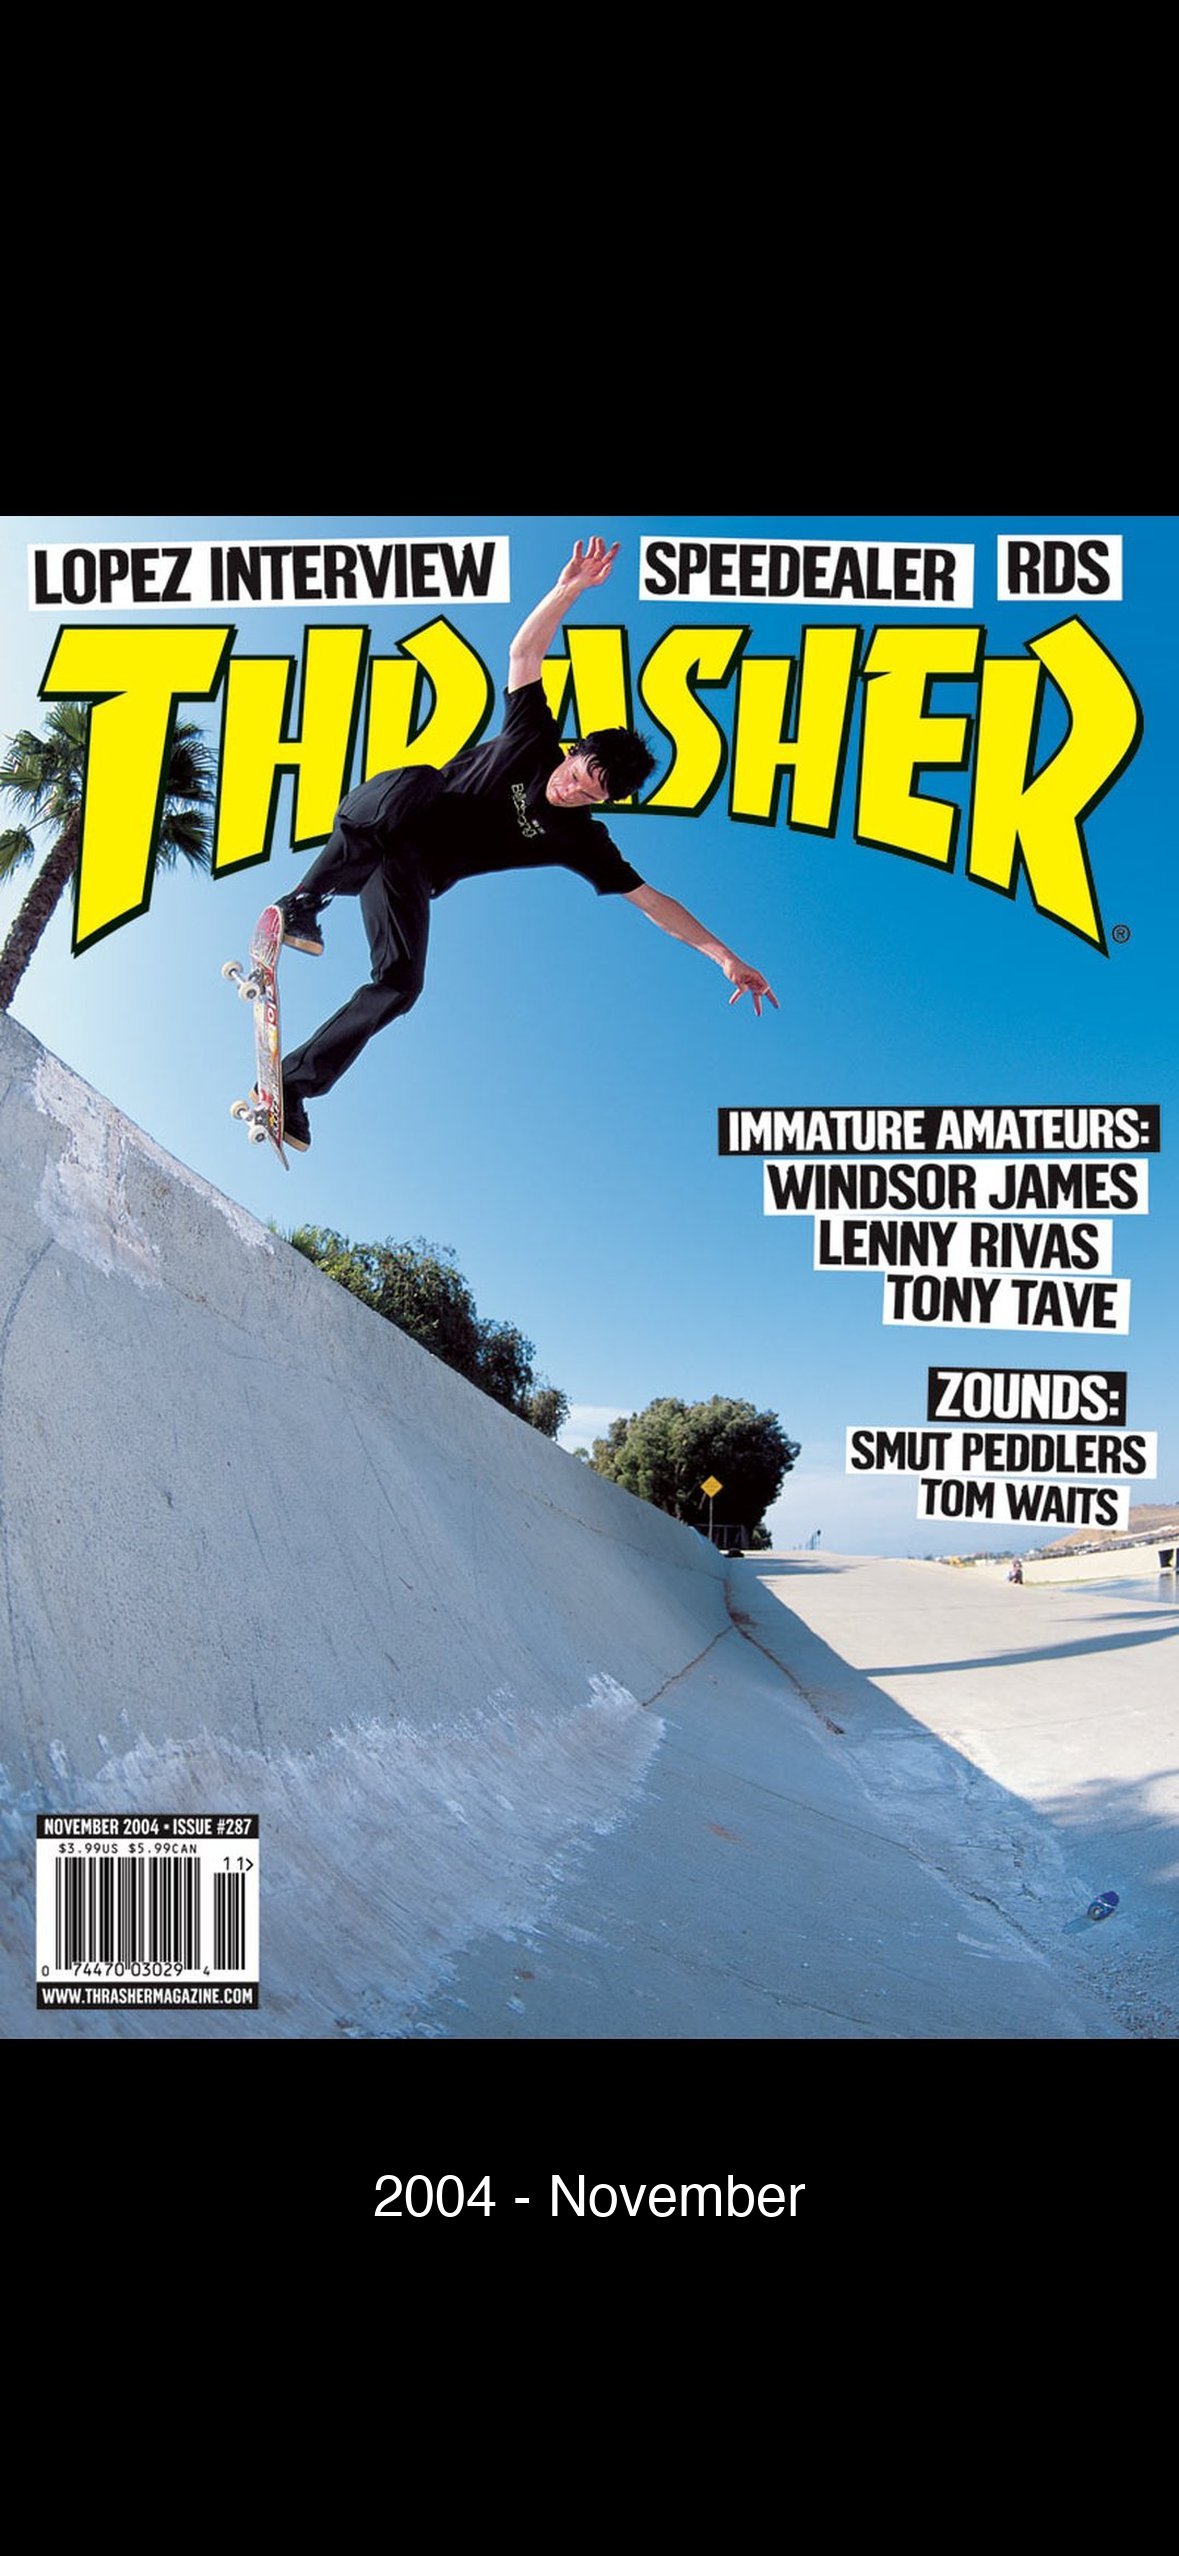 LOPEZ INTERVIEW SPEEDEALER RDS
THRASHER
®
IMMATURE AMATEURS:
WINDSOR JAMES
LENNY RIVAS
TONY TAVE
ZOUNDS:
SMUT PEDDLERS
TOM WAITS
NOVEMBER 2004 • ISSUE #287
$3.99US $5.99CAN
11>
0 74470 03029 4
WWW.THRASHERMAGAZINE.COM
2004 - November